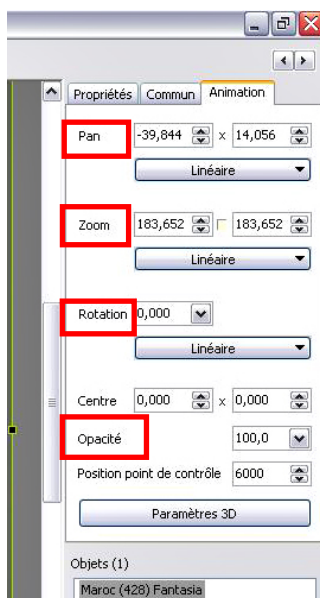 Propriétés Commun Animation
Pan -39,844 x 14,056
Linéaire
Zoom 183,652 183,652
Linéaire
Rotation 0,000
Linéaire
Centre 0,000 x 0,000
Opacité 100,0
Position point de contrôle 6000
Paramètres 3D
Objets (1)
Maroc (428) Fantasia